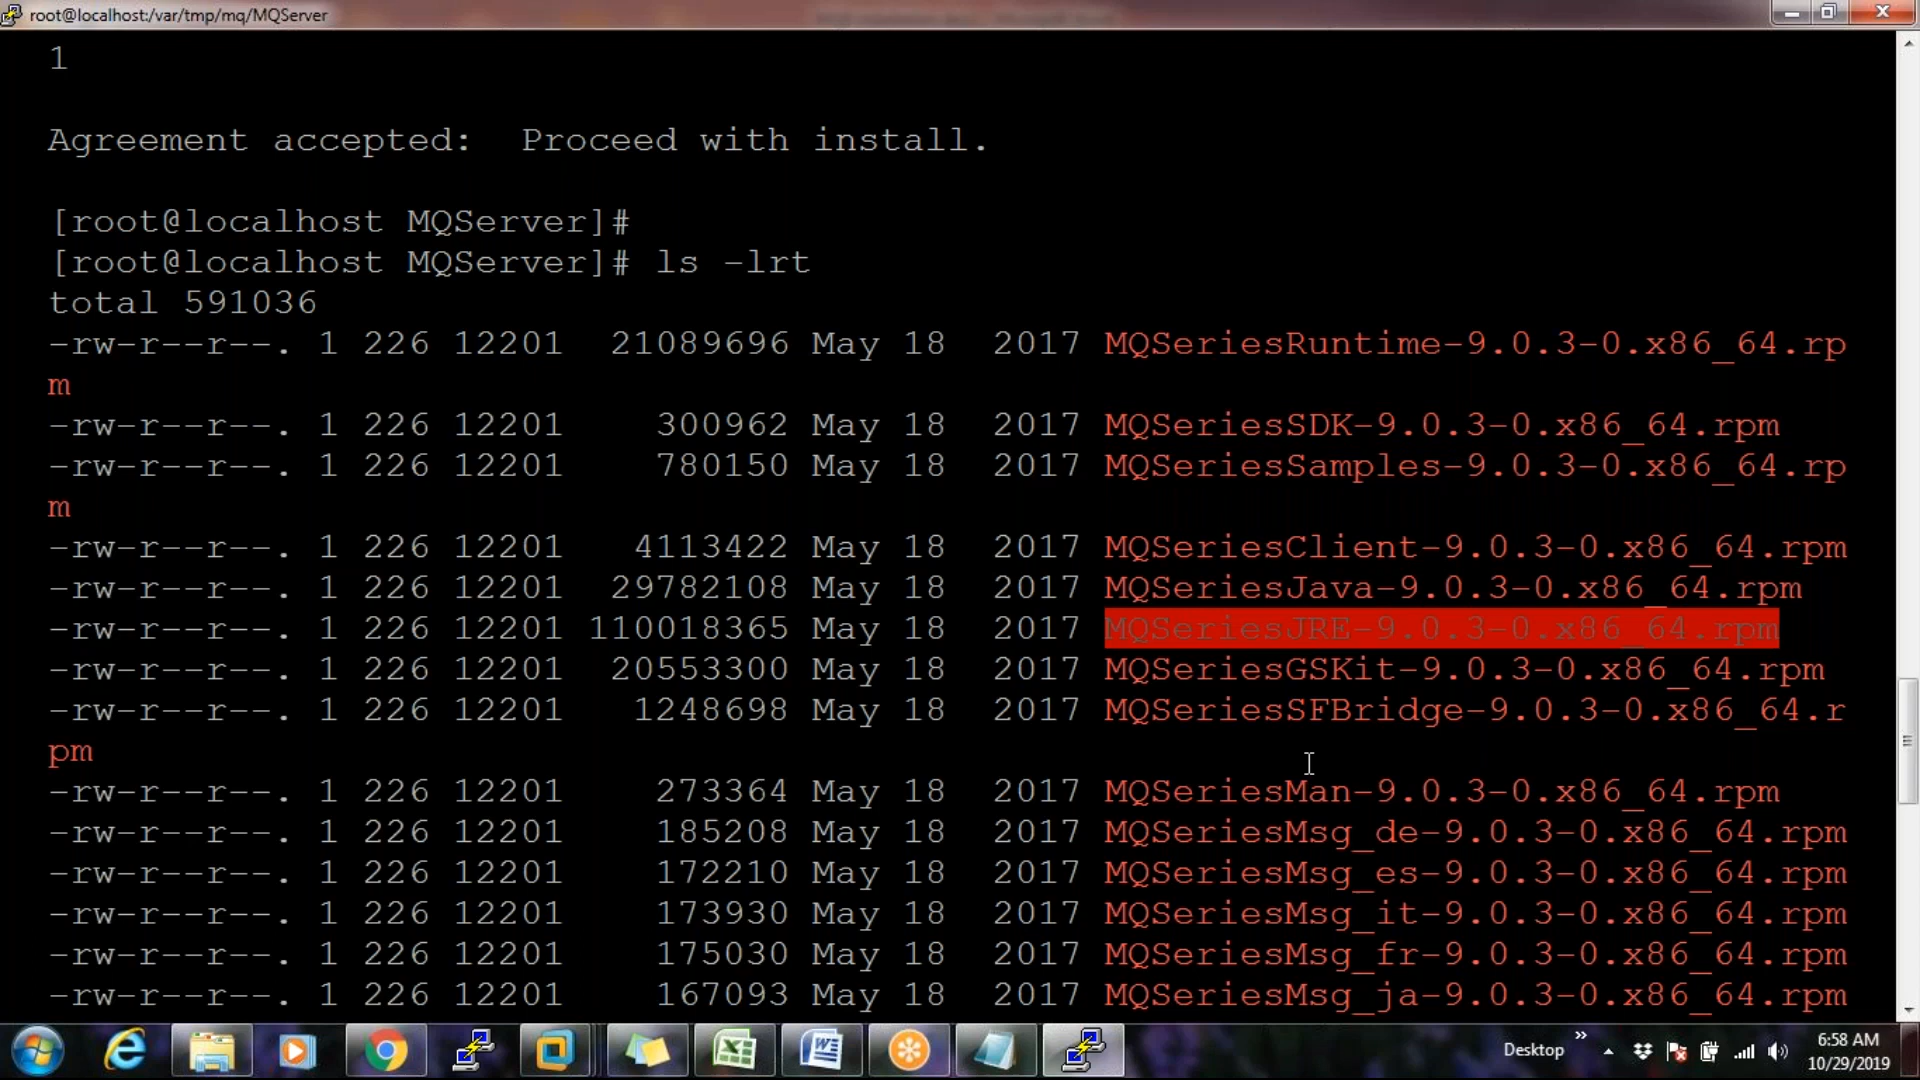 root@localhost:/var/tmp/mq/MQServer
1
Agreement accepted:  Proceed with install.
[root@localhost MQServer]#
[root@localhost MQServer]# ls -lrt
total 591036
-rw-r--r--. 1 226 12201  21089696 May 18  2017 MQSeriesRuntime-9.0.3-0.x86_64.rp
m
-rw-r--r--. 1 226 12201    300962 May 18  2017 MQSeriesSDK-9.0.3-0.x86_64.rpm
-rw-r--r--. 1 226 12201    780150 May 18  2017 MQSeriesSamples-9.0.3-0.x86_64.rp
m
-rw-r--r--. 1 226 12201   4113422 May 18  2017 MQSeriesClient-9.0.3-0.x86_64.rpm
-rw-r--r--. 1 226 12201  29782108 May 18  2017 MQSeriesJava-9.0.3-0.x86_64.rpm
-rw-r--r--. 1 226 12201 110018365 May 18  2017 MQSeriesJRE-9.0.3-0.x86_64.rpm
-rw-r--r--. 1 226 12201  20553300 May 18  2017 MQSeriesGSKit-9.0.3-0.x86_64.rpm
-rw-r--r--. 1 226 12201   1248698 May 18  2017 MQSeriesSFBridge-9.0.3-0.x86_64.r
pm
-rw-r--r--. 1 226 12201    273364 May 18  2017 MQSeriesMan-9.0.3-0.x86_64.rpm
-rw-r--r--. 1 226 12201    185208 May 18  2017 MQSeriesMsg_de-9.0.3-0.x86_64.rpm
-rw-r--r--. 1 226 12201    172210 May 18  2017 MQSeriesMsg_es-9.0.3-0.x86_64.rpm
-rw-r--r--. 1 226 12201    173930 May 18  2017 MQSeriesMsg_it-9.0.3-0.x86_64.rpm
-rw-r--r--. 1 226 12201    175030 May 18  2017 MQSeriesMsg_fr-9.0.3-0.x86_64.rpm
-rw-r--r--. 1 226 12201    167093 May 18  2017 MQSeriesMsg_ja-9.0.3-0.x86_64.rpm
Desktop
6:58 AM
10/29/2019